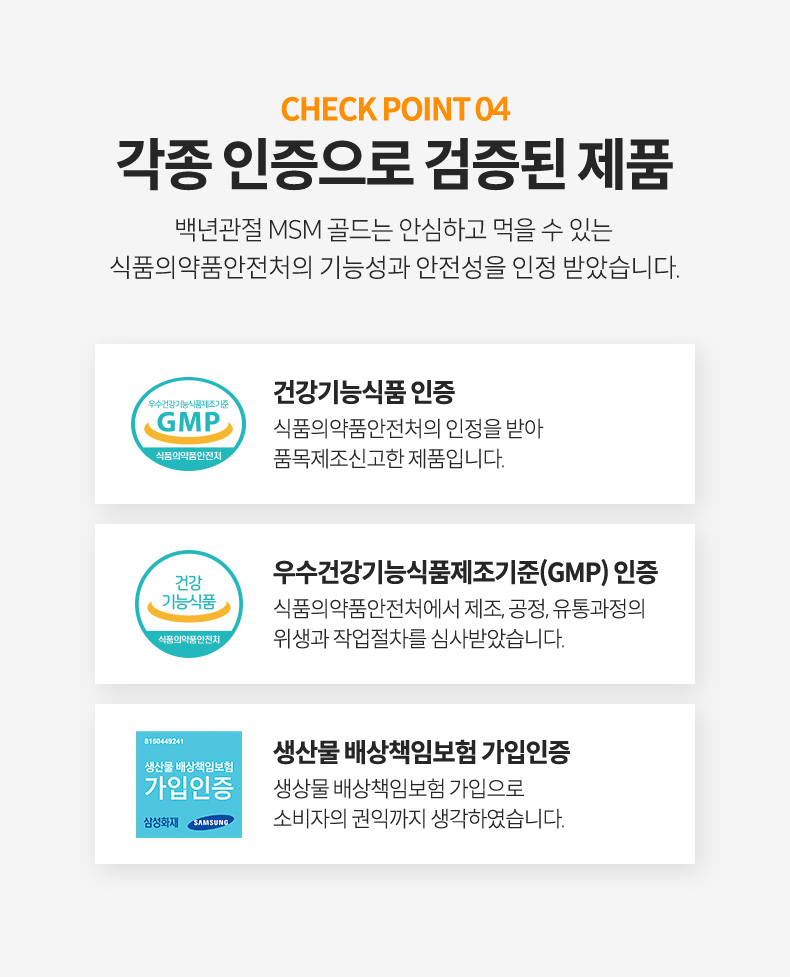 CHECK POINT 04
각종 인증으로 검증된 제품
백년관절 MSM 골드는 안심하고 먹을 수 있는
식품의약품안전처의 기능성과 안전성을 인정 받았습니다.
우수건강기능식품제조기준
GMP
식품의약품안전처
건강기능식품 인증
식품의약품안전처의 인정을 받아
품목제조신고한 제품입니다.
건강
기능식품
식품의약품안전처
우수건강기능식품제조기준(GMP) 인증
식품의약품안전처에서 제조, 공정, 유통과정의
위생과 작업절차를 심사받았습니다.
8150449241
생산물 배상책임보험
가입인증
삼성화재 SAMSUNG
생산물 배상책임보험 가입인증
생상물 배상책임보험 가입으로
소비자의 권익까지 생각하였습니다.